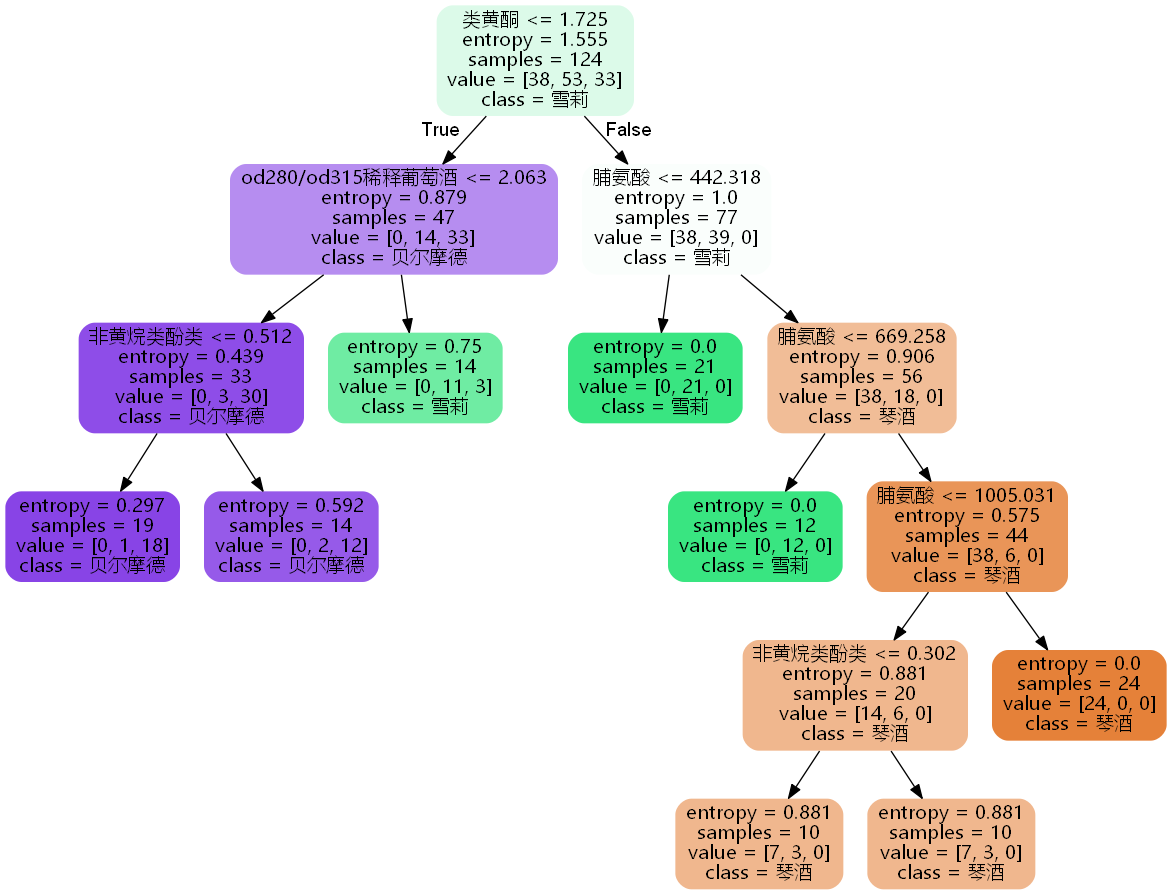 类黄酮 <= 1.725
entropy = 1.555
samples = 124
value = [38, 53, 33]
class = 雪莉
True
False
od280/od315稀释葡萄酒 <= 2.063
entropy = 0.879
samples = 47
value = [0, 14, 33]
class = 贝尔摩德
脯氨酸 <= 442.318
entropy = 1.0
samples = 77
value = [38, 39, 0]
class = 雪莉
非黄烷类酚类 <= 0.512
entropy = 0.439
samples = 33
value = [0, 3, 30]
class = 贝尔摩德
entropy = 0.75
samples = 14
value = [0, 11, 3]
class = 雪莉
entropy = 0.0
samples = 21
value = [0, 21, 0]
class = 雪莉
脯氨酸 <= 669.258
entropy = 0.906
samples = 56
value = [38, 18, 0]
class = 琴酒
entropy = 0.297
samples = 19
value = [0, 1, 18]
class = 贝尔摩德
entropy = 0.592
samples = 14
value = [0, 2, 12]
class = 贝尔摩德
entropy = 0.0
samples = 12
value = [0, 12, 0]
class = 雪莉
脯氨酸 <= 1005.031
entropy = 0.575
samples = 44
value = [38, 6, 0]
class = 琴酒
非黄烷类酚类 <= 0.302
entropy = 0.881
samples = 20
value = [14, 6, 0]
class = 琴酒
entropy = 0.0
samples = 24
value = [24, 0, 0]
class = 琴酒
entropy = 0.881
samples = 10
value = [7, 3, 0]
class = 琴酒
entropy = 0.881
samples = 10
value = [7, 3, 0]
class = 琴酒